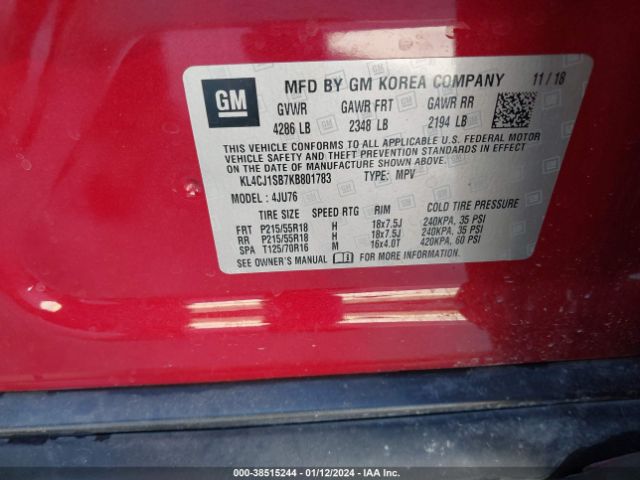 GM
MFD BY GM KOREA COMPANY 11 / 18
GVWR GAWR FRT GAWR RR
4286 LB 2348 LB 2194 LB
THIS VEHICLE CONFORMS TO ALL APPLICABLE U.S. FEDERAL MOTOR
VEHICLE SAFETY AND THEFT PREVENTION STANDARDS IN EFFECT ON THE
DATE OF MANUFACTURE SHOWN ABOVE.
KL4CJ1SB7KB801783 TYPE: MPV
MODEL : 4JU76
TIRE SIZE SPEED RTG RIM COLD TIRE PRESSURE
FRT P215/55R18 H 18x7.5J 240KPA, 35 PSI
RR P215/55R18 H 18x7.5J 240KPA, 35 PSI
SPA T125/70R16 M 16x4.0T 420KPA, 60 PSI
SEE OWNER'S MANUAL FOR MORE INFORMATION.
000-38515244 - 01/12/2024 - IAA Inc.